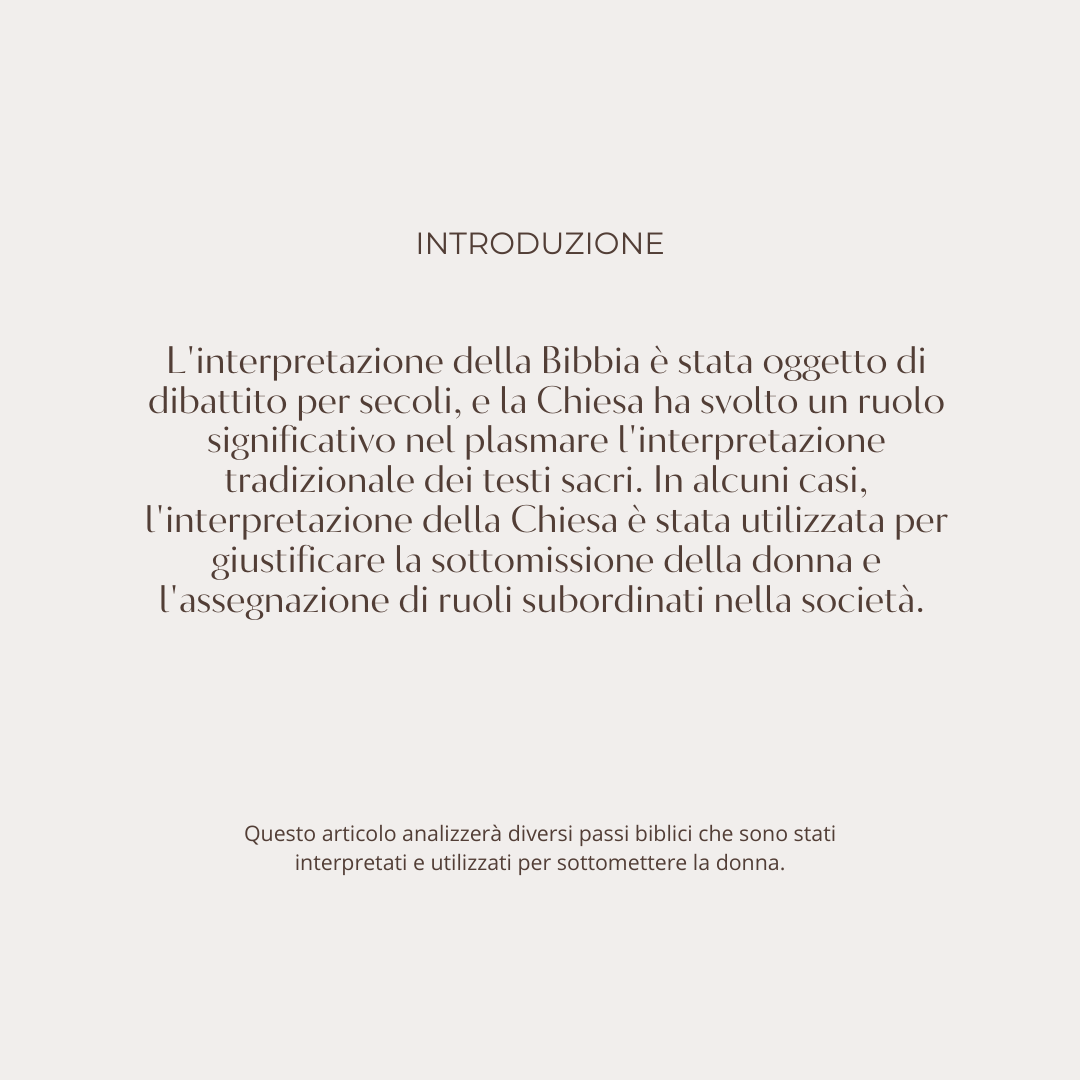 INTRODUZIONE
L'interpretazione della Bibbia è stata oggetto di
dibattito per secoli, e la Chiesa ha svolto un ruolo
significativo nel plasmare l'interpretazione
tradizionale dei testi sacri. In alcuni casi,
l'interpretazione della Chiesa è stata utilizzata per
giustificare la sottomissione della donna e
l'assegnazione di ruoli subordinati nella società.
Questo articolo analizzerà diversi passi biblici che sono stati
interpretati e utilizzati per sottomettere la donna.